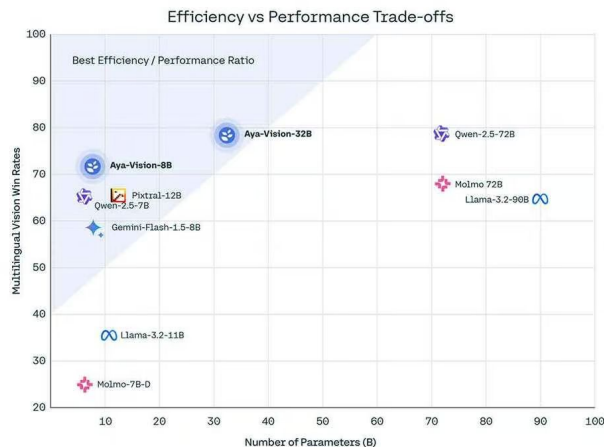 Efficiency vs Performance Trade-offs
100
90
80
70
60
50
40
30
20
Multilingual Vision Win Rates
Best Efficiency / Performance Ratio
Aya-Vision-32B
Qwen-2.5-72B
Aya-Vision-8B
Molmo 72B
Pixtral-12B
Llama-3.2-90B
Qwen-2.5-7B
Gemini-Flash-1.5-8B
Llama-3.2-11B
Molmo-7B-D
10 20 30 40 50 60 70 80 90 100
Number of Parameters (B)